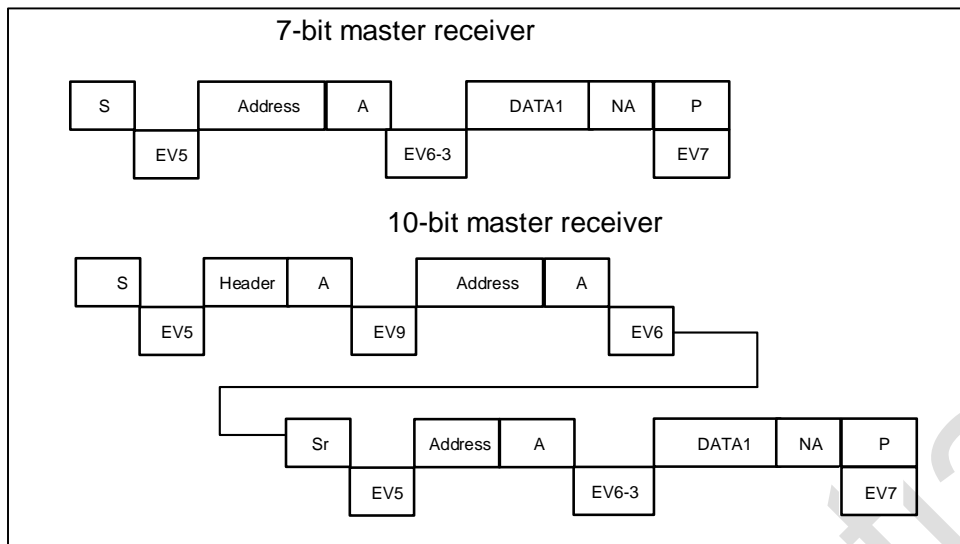 7-bit master receiver
S Address A DATA1 NA P
EV5 EV6-3 EV7
10-bit master receiver
S Header A Address A
EV5 EV9 EV6
Sr Address A DATA1 NA P
EV5 EV6-3 EV7